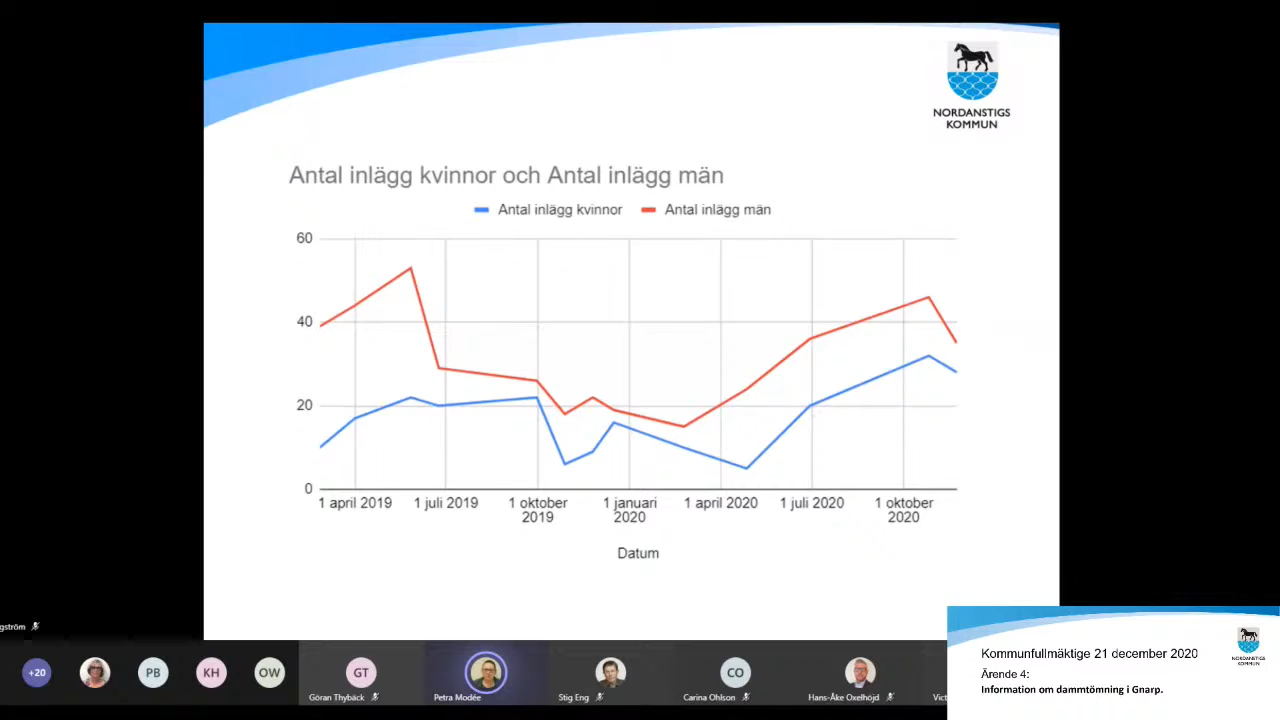 NORDANSTIGS
KOMMUN
Antal inlägg kvinnor och Antal inlägg män
Antal inlägg kvinnor
Antal inlägg män
60
40
20
0
1 april 2019
1 juli 2019
1 oktober
2019
1 januari
2020
1 april 2020
1 juli 2020
1 oktober
2020
Datum
gström
+20
PB
KH
OW
GT
CO
Göran Thybäck
Petra Modée
Stig Eng
Carina Ohlson
Hans-Åke Oxelhöjd
Vict
NORDANSTIGS
KOMMUN
Kommunfullmäktige 21 december 2020
Ärende 4:
Information om dammtömning i Gnarp.